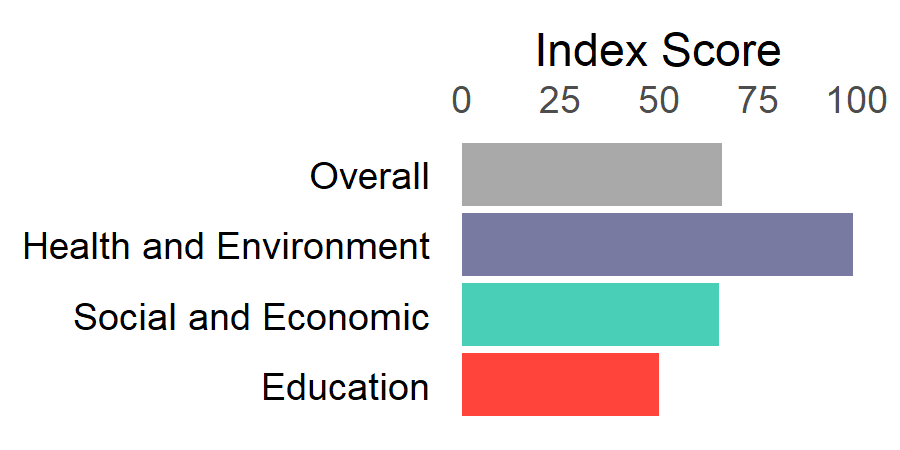 Index Score
0 25 50 75 100
Overall
Health and Environment
Social and Economic
Education